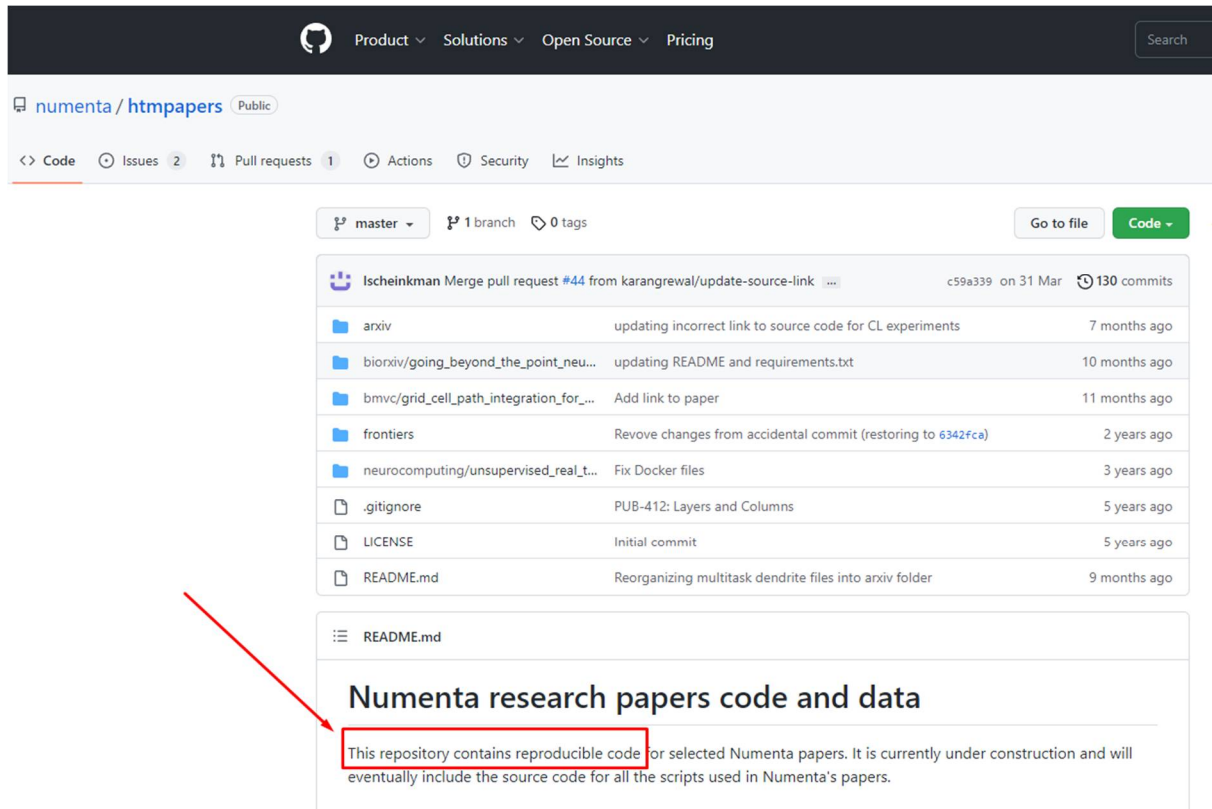 Product Solutions Open Source Pricing Search
numenta / htmpapers Public
Code Issues 2 Pull requests 1 Actions Security Insights
master 1 branch 0 tags Go to file Code
lscheinkman Merge pull request #44 from karangrewal/update-source-link ... c59a339 on 31 Mar 130 commits
arxiv updating incorrect link to source code for CL experiments 7 months ago
biorxiv/going_beyond_the_point_neu... updating README and requirements.txt 10 months ago
bmvc/grid_cell_path_integration_for_... Add link to paper 11 months ago
frontiers Revove changes from accidental commit (restoring to 6342fca) 2 years ago
neurocomputing/unsupervised_real_t... Fix Docker files 3 years ago
.gitignore PUB-412: Layers and Columns 5 years ago
LICENSE Initial commit 5 years ago
README.md Reorganizing multitask dendrite files into arxiv folder 9 months ago
README.md
Numenta research papers code and data
This repository contains reproducible code for selected Numenta papers. It is currently under construction and will
eventually include the source code for all the scripts used in Numenta's papers.